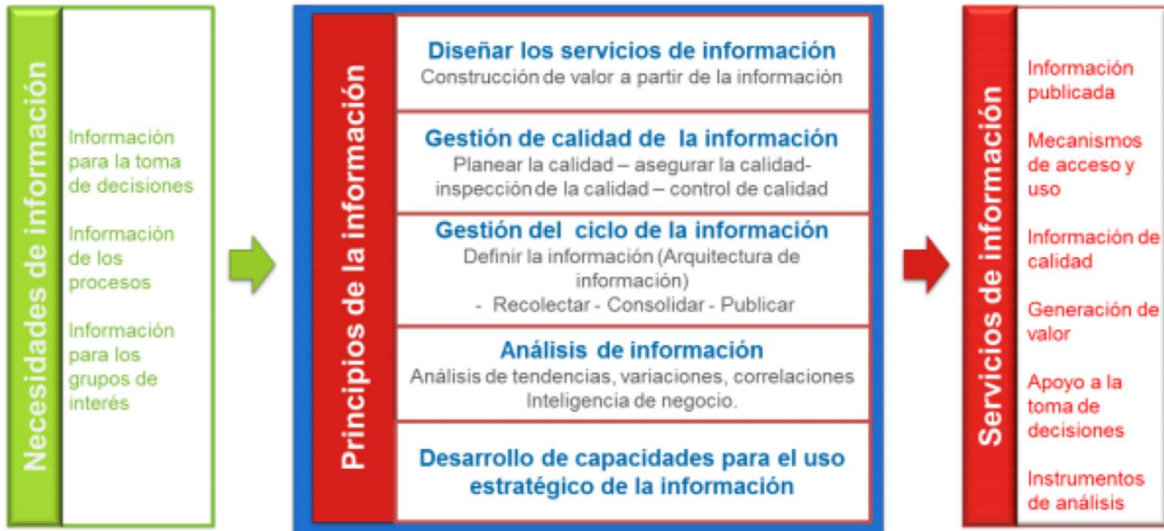 Necesidades de información
Información
para la toma
de decisiones
Información
de los
procesos
Información
para los
grupos de
interés
Principios de la información
Diseñar los servicios de información
Construcción de valor a partir de la información
Gestión de calidad de la información
Planear la calidad – asegurar la calidad-
inspección de la calidad – control de calidad
Gestión del ciclo de la información
Definir la información (Arquitectura de
información)
- Recolectar - Consolidar - Publicar
Análisis de información
Análisis de tendencias, variaciones, correlaciones
Inteligencia de negocio.
Desarrollo de capacidades para el uso
estratégico de la información
Servicios de información
Información
publicada
Mecanismos
de acceso y
uso
Información de
calidad
Generación de
valor
Apoyo a la
toma de
decisiones
Instrumentos
de análisis